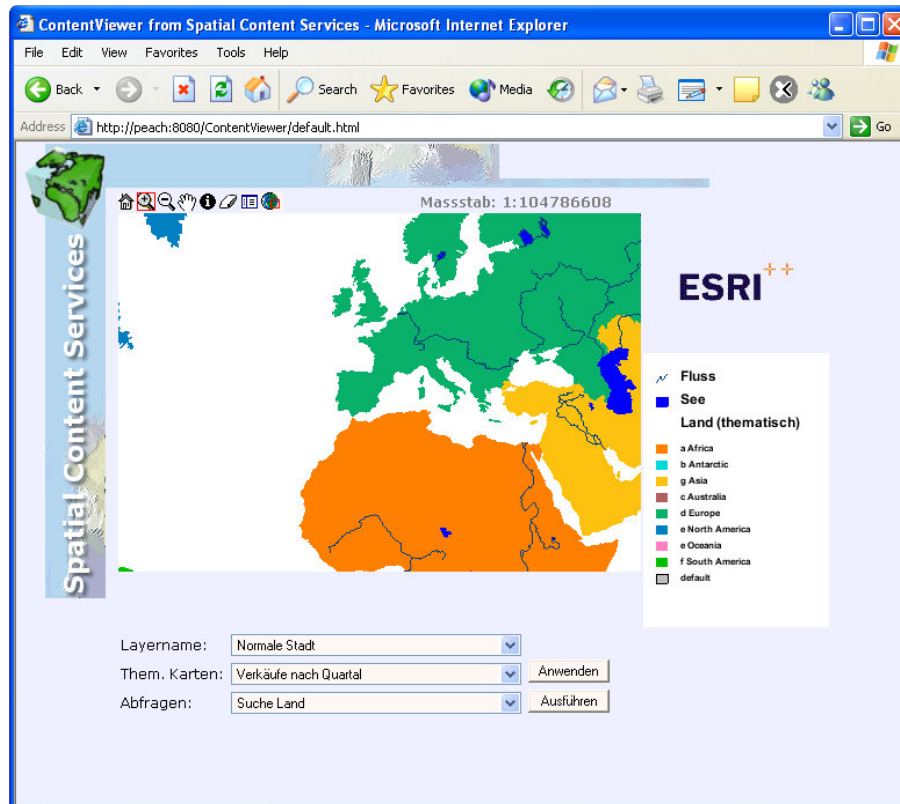 ContentViewer from Spatial Content Services - Microsoft Internet Explorer
File Edit View Favorites Tools Help
Back Search Favorites Media
Address http://peach:8080/ContentViewer/default.html Go
Massstab: 1:104786608
Spatial Content Services
ESRI
Fluss
See
Land (thematisch)
a Africa
b Antarctic
g Asia
c Australia
d Europe
e North America
e Oceania
f South America
default
Layername: Normale Stadt
Them. Karten: Verkäufe nach Quartal Anwenden
Abfragen: Suche Land Ausführen